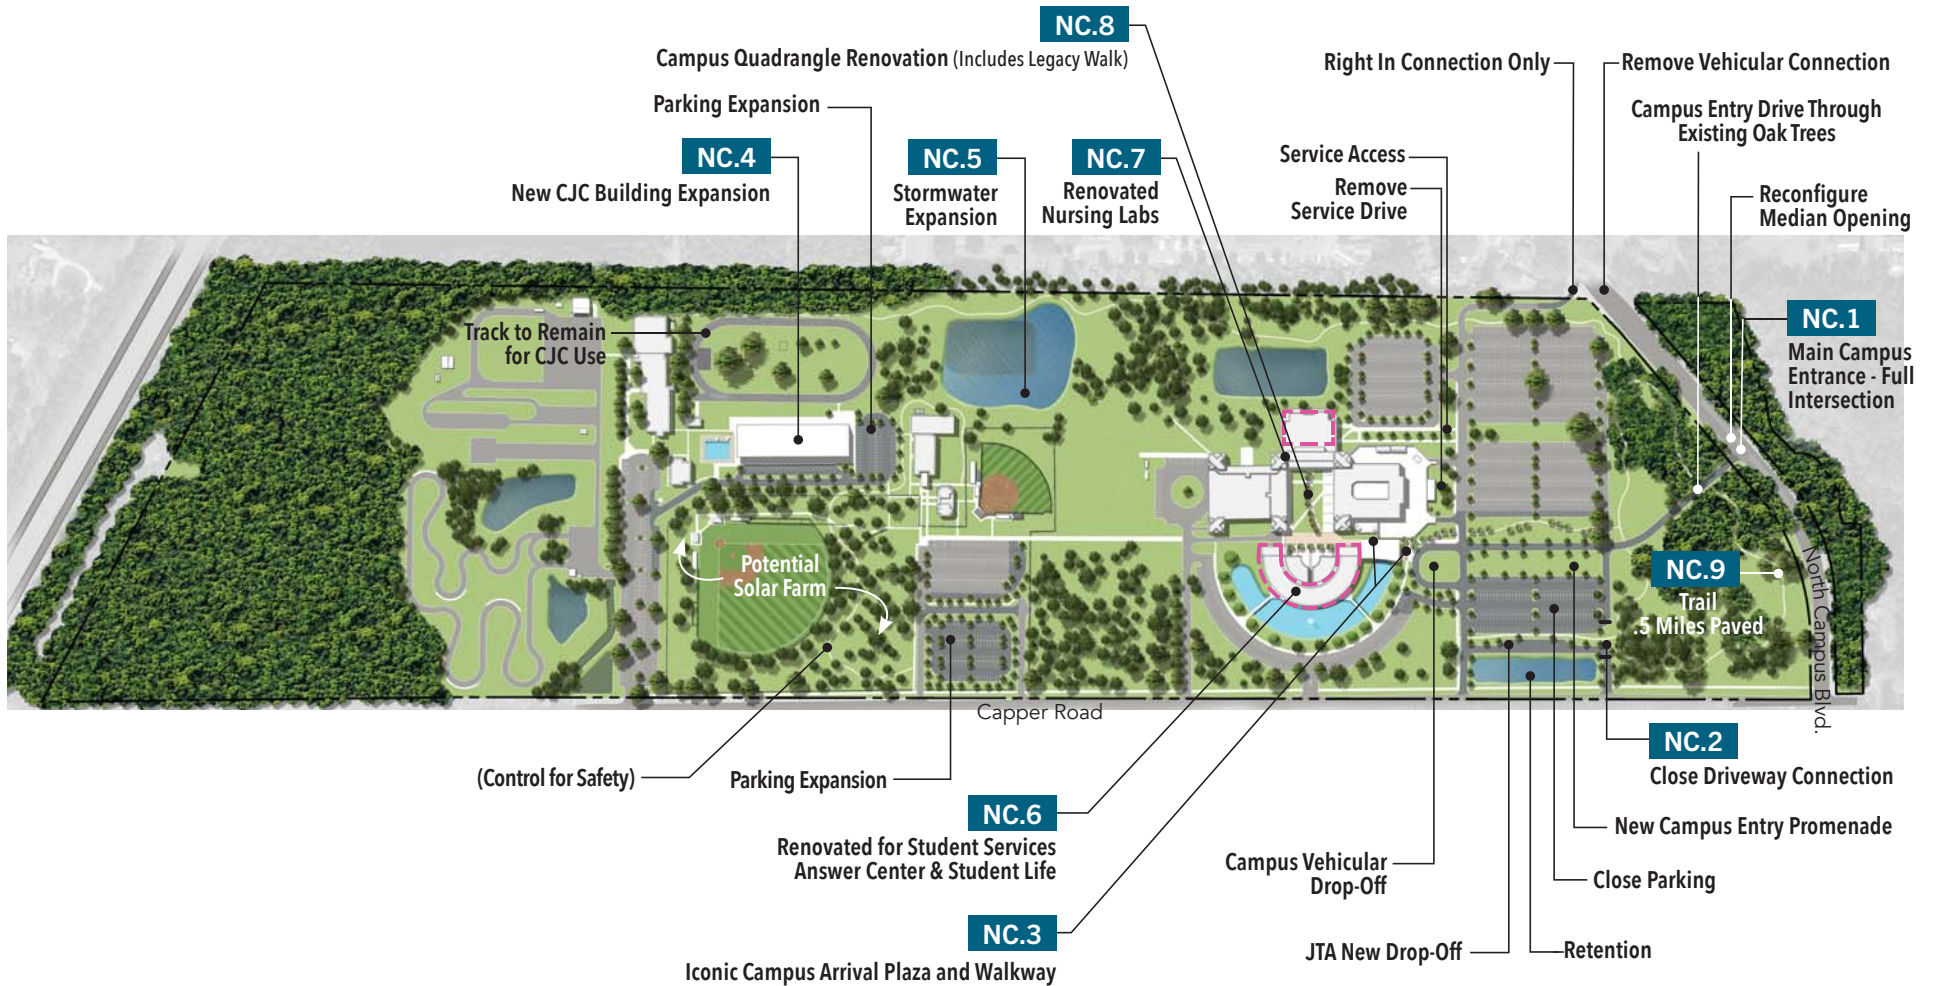 NC.8
Campus Quadrangle Renovation (Includes Legacy Walk)
Right In Connection Only
Remove Vehicular Connection
Parking Expansion
Campus Entry Drive Through
Existing Oak Trees
NC.4
New CJC Building Expansion
NC.5
Stormwater
Expansion
NC.7
Renovated
Nursing Labs
Service Access
Remove
Service Drive
Reconfigure
Median Opening
NC.1
Main Campus
Entrance - Full
Intersection
Track to Remain
for CJC Use
Potential
Solar Farm
NC.9
Trail
.5 Miles Paved
North Campus Blvd.
Capper Road
NC.2
Close Driveway Connection
(Control for Safety)
Parking Expansion
NC.6
Renovated for Student Services
Answer Center & Student Life
New Campus Entry Promenade
Campus Vehicular
Drop-Off
Close Parking
NC.3
Iconic Campus Arrival Plaza and Walkway
JTA New Drop-Off
Retention